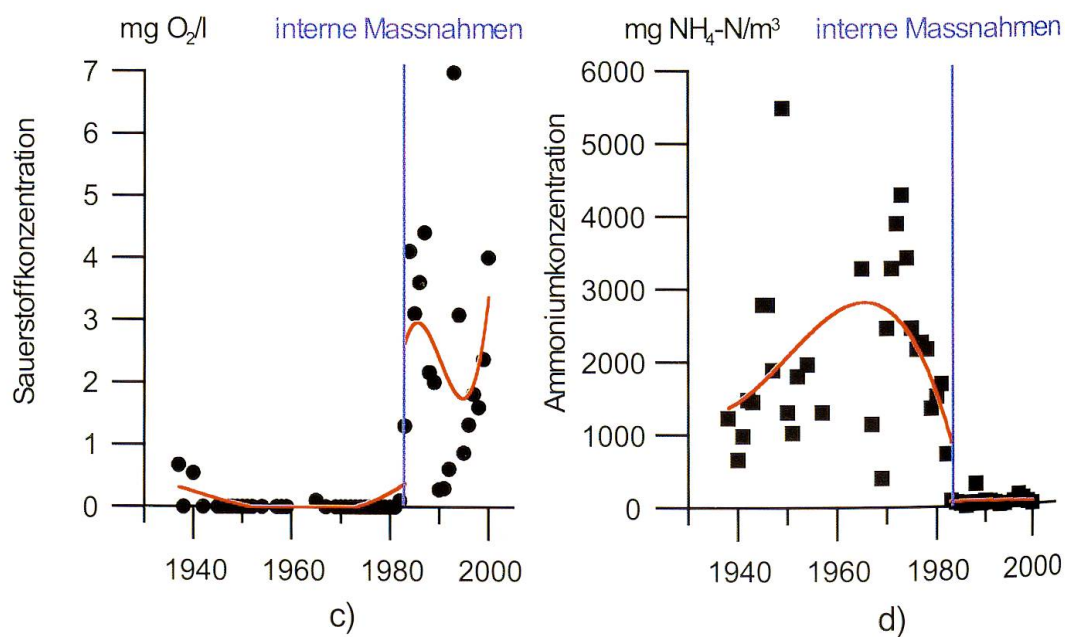 mg O₂/l
interne Massnahmen
Sauerstoffkonzentration
7
6
5
4
3
2
1
0
1940 1960 1980 2000
c)
mg NH₄-N/m³
interne Massnahmen
Ammoniumkonzentration
6000
5000
4000
3000
2000
1000
0
1940 1960 1980 2000
d)